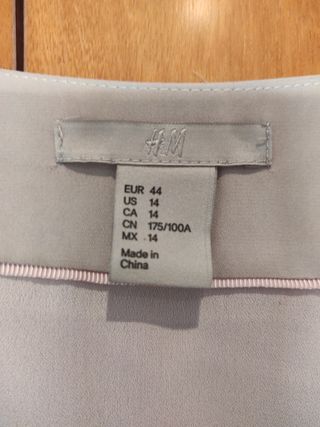 H&M
EUR 44
US 14
CA 14
CN 175/100A
MX 14
Made in
China